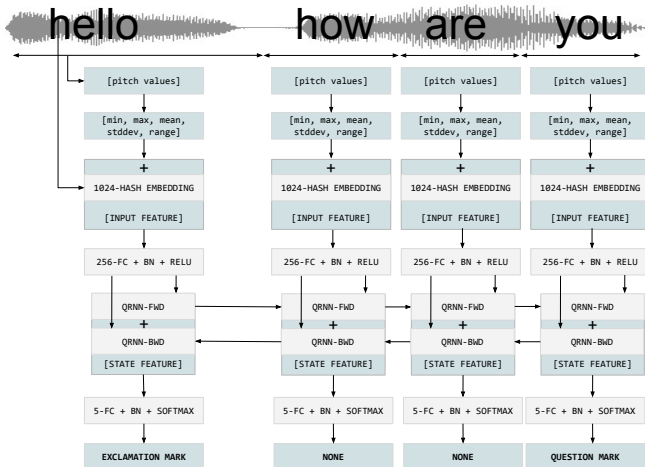 hello how are you
[pitch values] [pitch values] [pitch values] [pitch values]
[min, max, mean, [min, max, mean, [min, max, mean, [min, max, mean,
stddev, range] stddev, range] stddev, range] stddev, range]
+ + + +
1024-HASH EMBEDDING 1024-HASH EMBEDDING 1024-HASH EMBEDDING 1024-HASH EMBEDDING
[INPUT FEATURE] [INPUT FEATURE] [INPUT FEATURE] [INPUT FEATURE]
256-FC + BN + RELU 256-FC + BN + RELU 256-FC + BN + RELU 256-FC + BN + RELU
QRNN-FWD QRNN-FWD QRNN-FWD QRNN-FWD
+ + + +
QRNN-BWD QRNN-BWD QRNN-BWD QRNN-BWD
[STATE FEATURE] [STATE FEATURE] [STATE FEATURE] [STATE FEATURE]
5-FC + BN + SOFTMAX 5-FC + BN + SOFTMAX 5-FC + BN + SOFTMAX 5-FC + BN + SOFTMAX
EXCLAMATION MARK NONE NONE QUESTION MARK